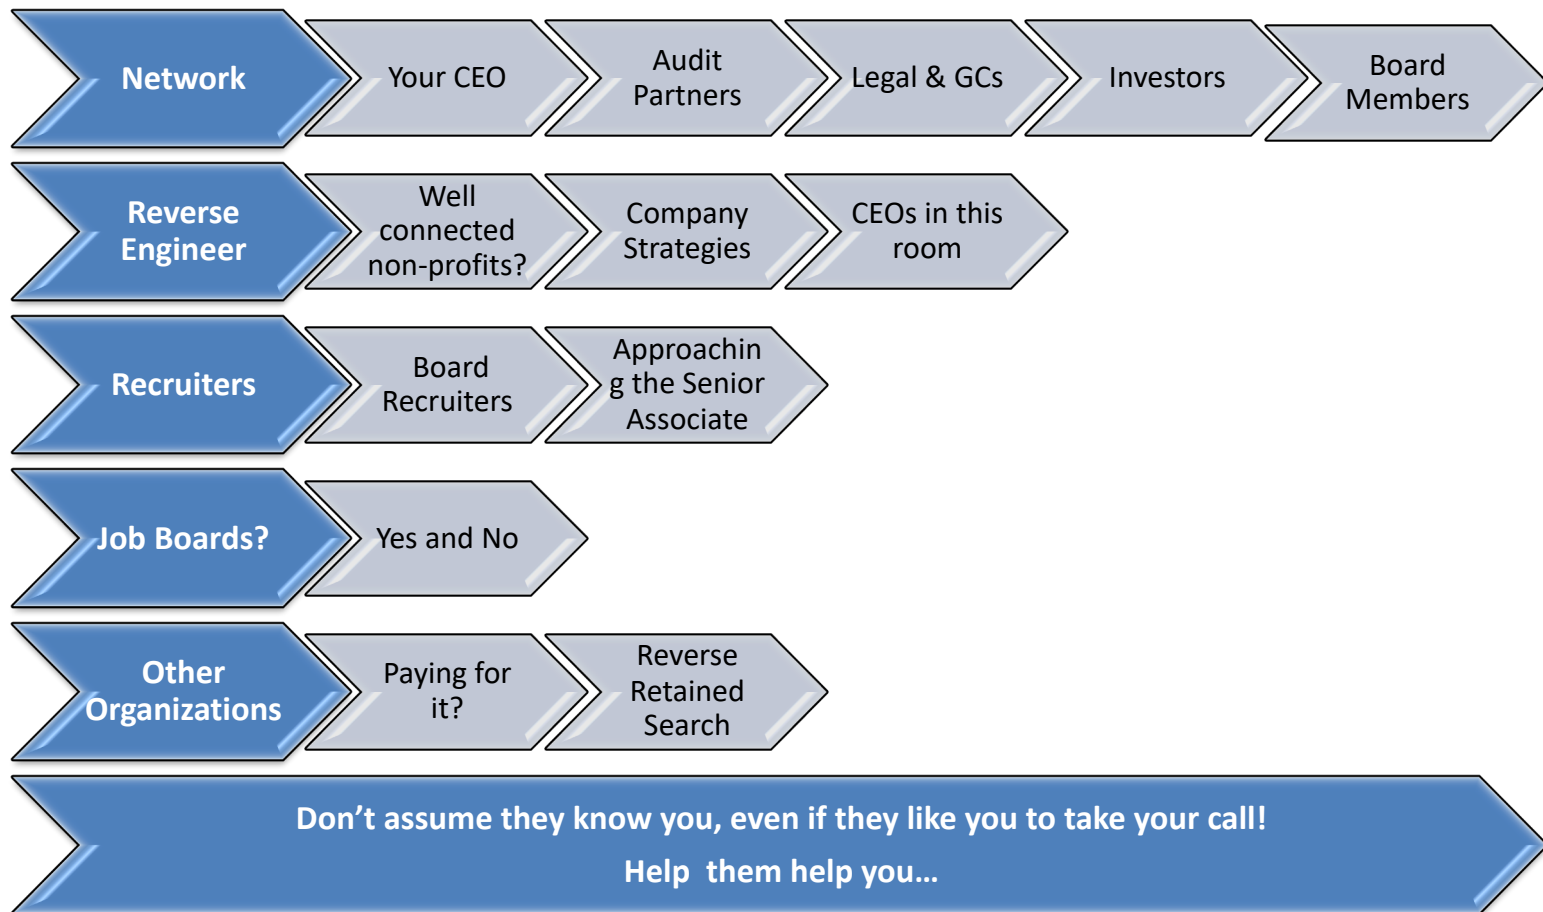 Network
Your CEO
Audit
Partners
Legal & GCs
Investors
Board
Members
Reverse
Engineer
Well
connected
non-profits?
Company
Strategies
CEOs in this
room
Recruiters
Board
Recruiters
Approachin
g the Senior
Associate
Job Boards?
Yes and No
Other
Organizations
Paying for
it?
Reverse
Retained
Search
Don’t assume they know you, even if they like you to take your call!
Help  them help you…